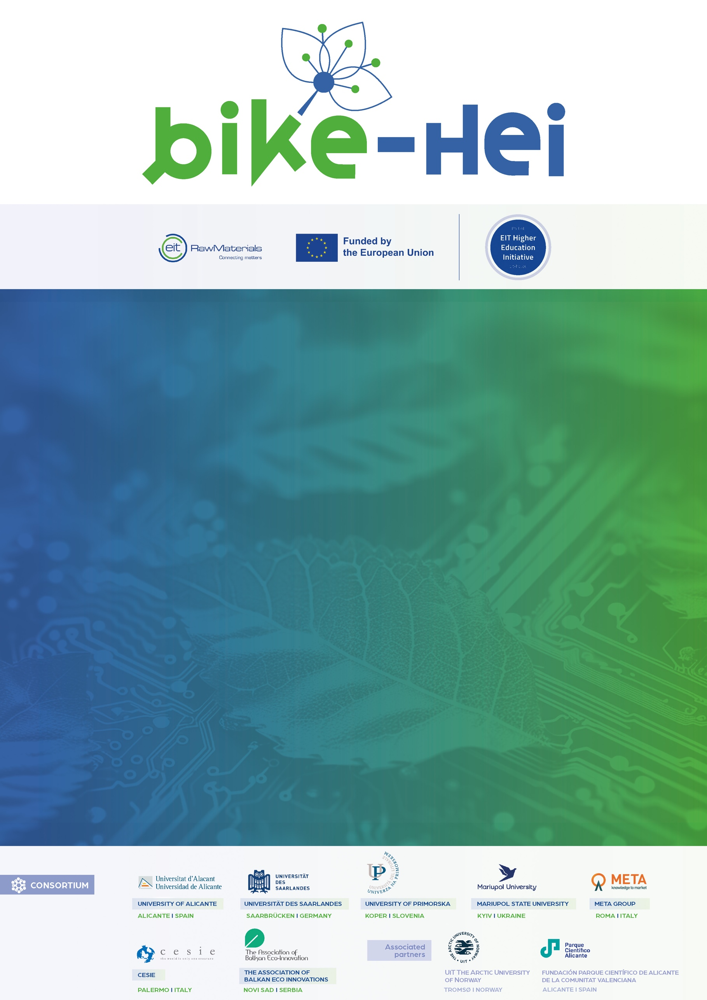 bike-Hei
eit RawMaterials
Connecting matters
Funded by
the European Union
EIT Higher
Education
Initiative
CONSORTIUM
Universitat d'Alacant
Universidad de Alicante
UNIVERSITY OF ALICANTE
ALICANTE I SPAIN
UNIVERSITÄT
DES
SAARLANDES
UNIVERSITÄT DES SAARLANDES
SAARBRÜCKEN I GERMANY
UP
UNIVERSITÀ DEL LITORALE
UNIVERZA NA PRIMORSKEM
UNIVERSITY OF PRIMORSKA
KOPER I SLOVENIA
Mariupol University
MARIUPOL STATE UNIVERSITY
KYIV I UKRAINE
META
knowledge to market
META GROUP
ROMA I ITALY
cesie
the world is only one creature
CESIE
PALERMO I ITALY
The Association of
Balkan Eco-Innovation
THE ASSOCIATION OF
BALKAN ECO INNOVATIONS
NOVI SAD I SERBIA
Associated
partners
THE ARCTIC UNIVERSITY OF NORWAY
UIT
UIT THE ARCTIC UNIVERSITY
OF NORWAY
TROMSØ I NORWAY
Parque
Científico
Alicante
FUNDACIÓN PARQUE CIENTÍFICO DE ALICANTE
DE LA COMUNITAT VALENCIANA
ALICANTE I SPAIN